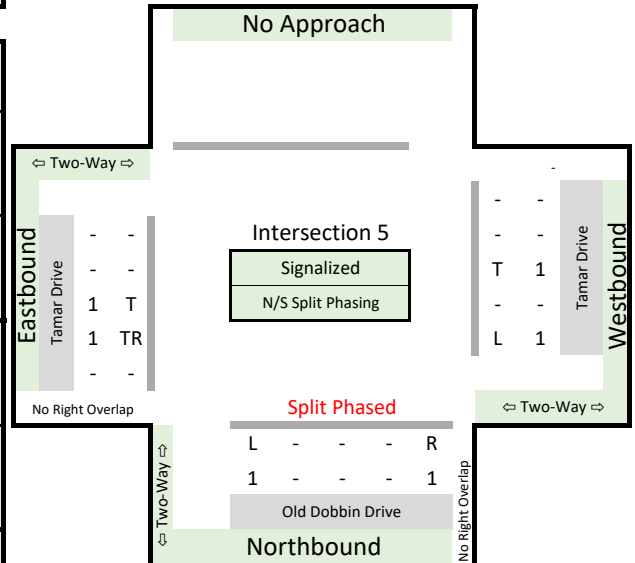 No Approach
⇦ Two-Way ⇨
-
Eastbound
Tamar Drive
- -
- -
1 T
1 TR
- -
No Right Overlap
Intersection 5
Signalized
N/S Split Phasing
- -
- -
T 1
- -
L 1
Tamar Drive
Westbound
⇦ Two-Way ⇨
Split Phased
⇦ Two-Way ⇨
L - - - R
1 - - - 1
Old Dobbin Drive
Northbound
No Right Overlap